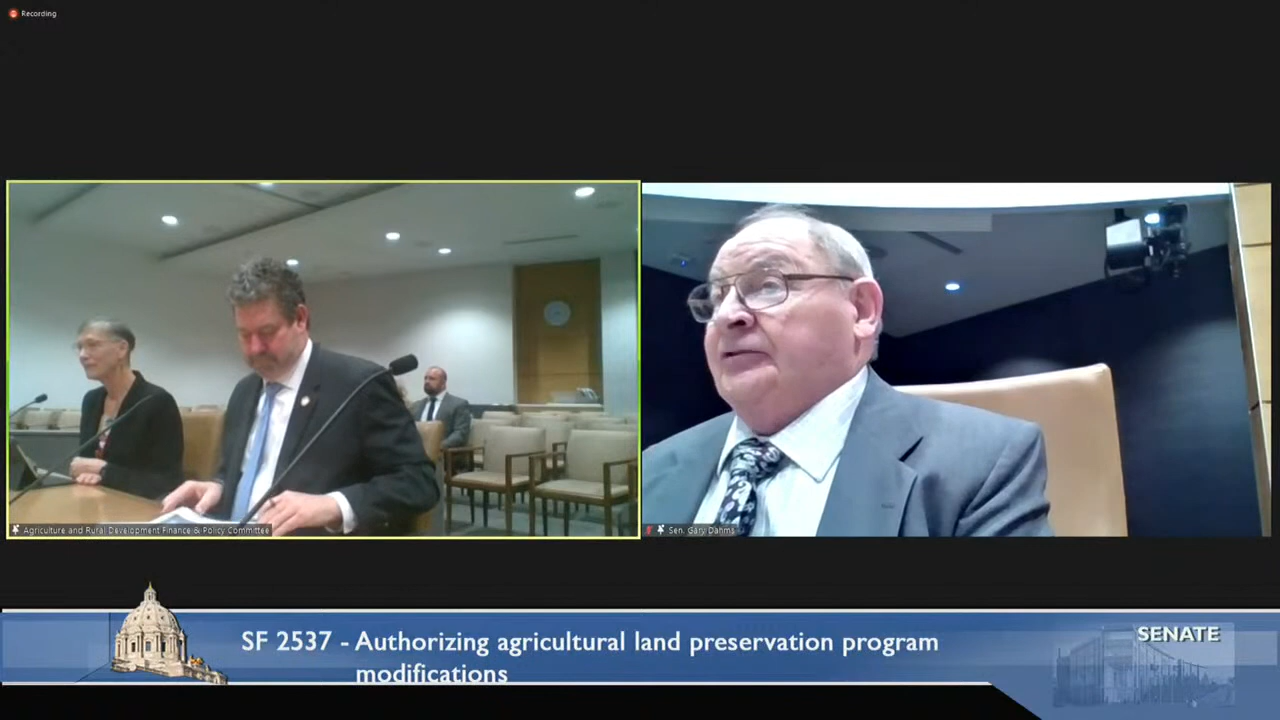 Recording
Agriculture and Rural Development Finance & Policy Committee
Sen. Gary Dahms
SF 2537 - Authorizing agricultural land preservation program
modifications
SENATE